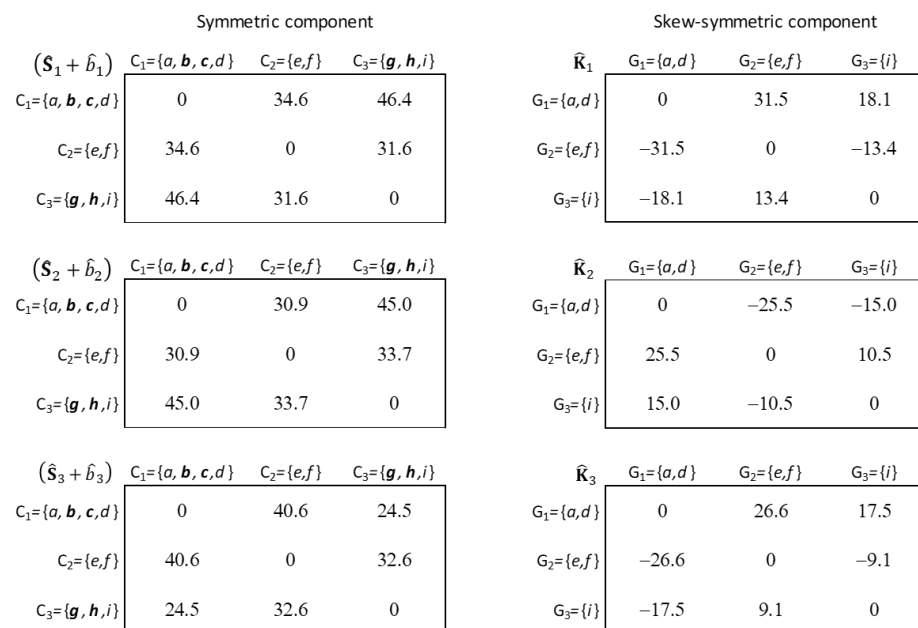 Symmetric component Skew-symmetric component
(Ŝ₁ + b̂₁) C₁={a, b, c,d} C₂={e,f} C₃={g, h,i} K̂₁ G₁={a,d} G₂={e,f} G₃={i}
C₁={a, b, c,d} 0 34.6 46.4 G₁={a,d} 0 31.5 18.1
C₂={e,f} 34.6 0 31.6 G₂={e,f} −31.5 0 −13.4
C₃={g, h,i} 46.4 31.6 0 G₃={i} −18.1 13.4 0
(Ŝ₂ + b̂₂) C₁={a, b, c,d} C₂={e,f} C₃={g, h,i} K̂₂ G₁={a,d} G₂={e,f} G₃={i}
C₁={a, b, c,d} 0 30.9 45.0 G₁={a,d} 0 −25.5 −15.0
C₂={e,f} 30.9 0 33.7 G₂={e,f} 25.5 0 10.5
C₃={g, h,i} 45.0 33.7 0 G₃={i} 15.0 −10.5 0
(Ŝ₃ + b̂₃) C₁={a, b, c,d} C₂={e,f} C₃={g, h,i} K̂₃ G₁={a,d} G₂={e,f} G₃={i}
C₁={a, b, c,d} 0 40.6 24.5 G₁={a,d} 0 26.6 17.5
C₂={e,f} 40.6 0 32.6 G₂={e,f} −26.6 0 −9.1
C₃={g, h,i} 24.5 32.6 0 G₃={i} −17.5 9.1 0